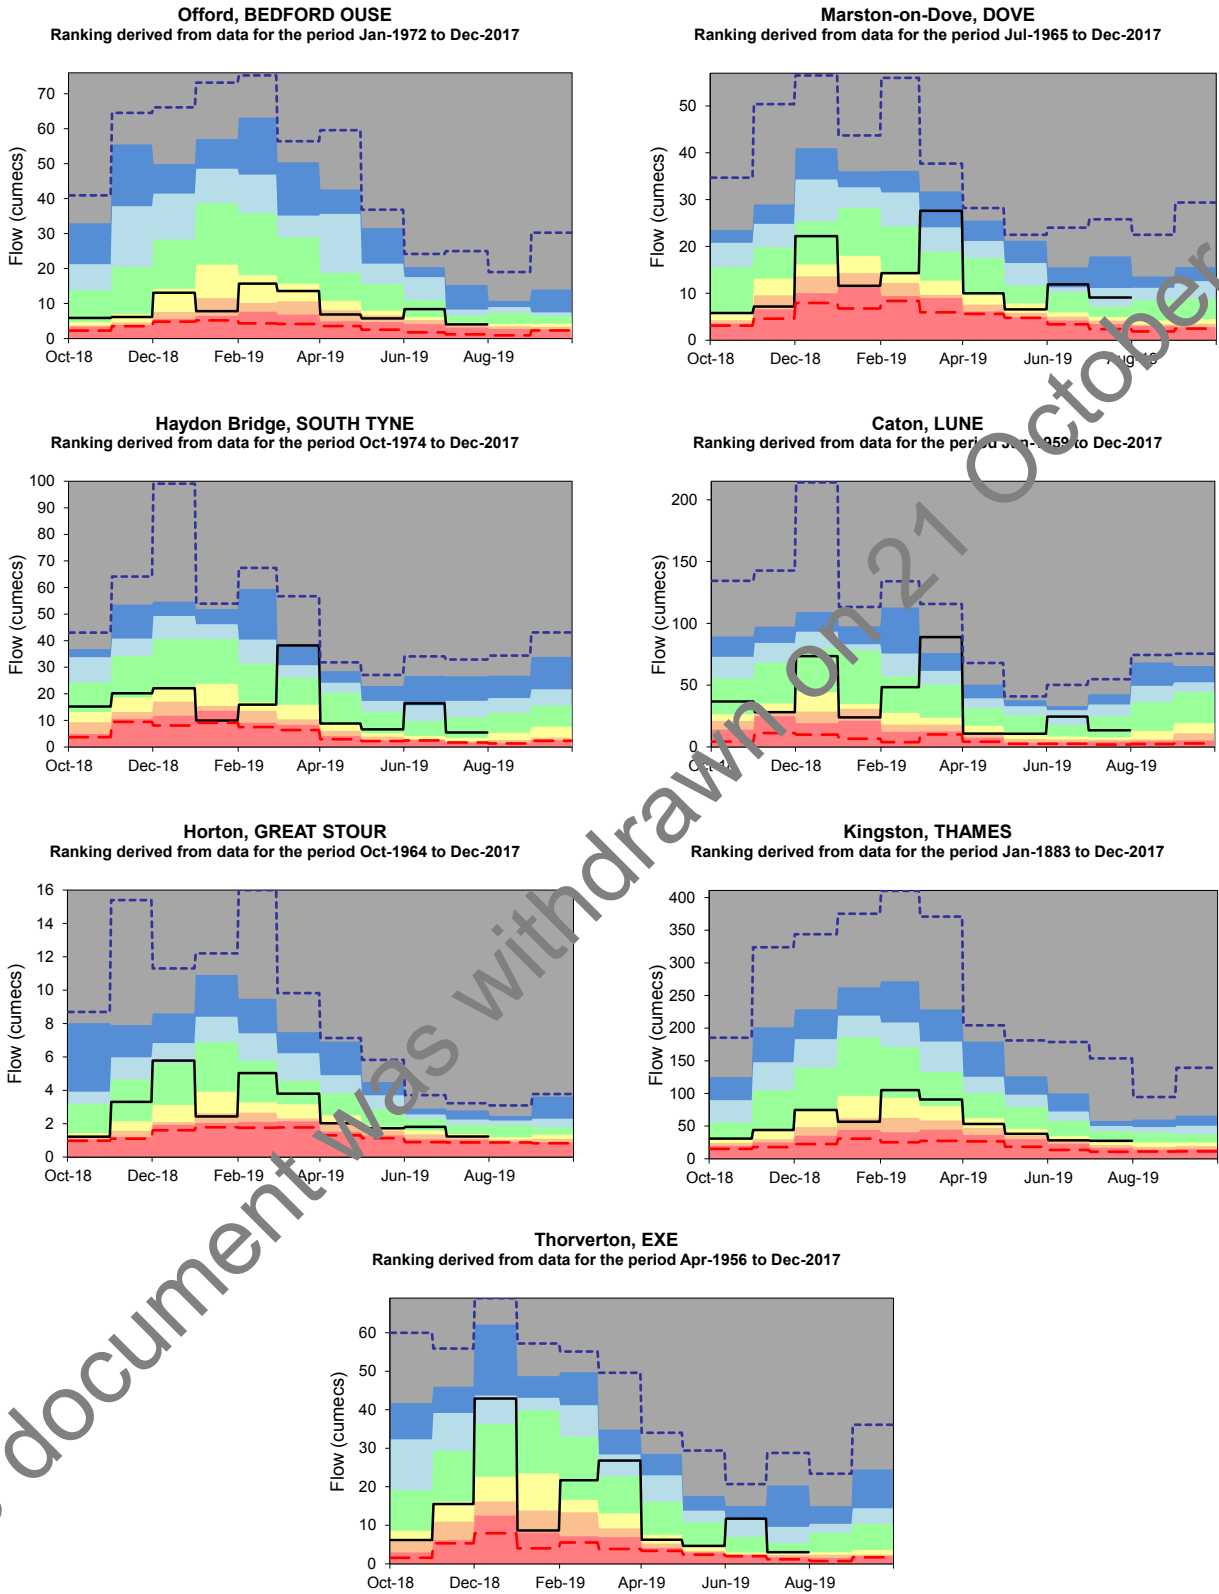 Offord, BEDFORD OUSE
Ranking derived from data for the period Jan-1972 to Dec-2017
Flow (cumecs)
70
60
50
40
30
20
10
0
Oct-18 Dec-18 Feb-19 Apr-19 Jun-19 Aug-19
Marston-on-Dove, DOVE
Ranking derived from data for the period Jul-1965 to Dec-2017
Flow (cumecs)
50
40
30
20
10
0
Oct-18 Dec-18 Feb-19 Apr-19 Jun-19 Aug-19
Haydon Bridge, SOUTH TYNE
Ranking derived from data for the period Oct-1974 to Dec-2017
Flow (cumecs)
100
90
80
70
60
50
40
30
20
10
0
Oct-18 Dec-18 Feb-19 Apr-19 Jun-19 Aug-19
Caton, LUNE
Ranking derived from data for the period Jan-1959 to Dec-2017
Flow (cumecs)
200
150
100
50
0
Oct-18 Dec-18 Feb-19 Apr-19 Jun-19 Aug-19
Horton, GREAT STOUR
Ranking derived from data for the period Oct-1964 to Dec-2017
Flow (cumecs)
16
14
12
10
8
6
4
2
0
Oct-18 Dec-18 Feb-19 Apr-19 Jun-19 Aug-19
Kingston, THAMES
Ranking derived from data for the period Jan-1883 to Dec-2017
Flow (cumecs)
400
350
300
250
200
150
100
50
0
Oct-18 Dec-18 Feb-19 Apr-19 Jun-19 Aug-19
Thorverton, EXE
Ranking derived from data for the period Apr-1956 to Dec-2017
Flow (cumecs)
60
50
40
30
20
10
0
Oct-18 Dec-18 Feb-19 Apr-19 Jun-19 Aug-19
document was withdrawn on 21 October